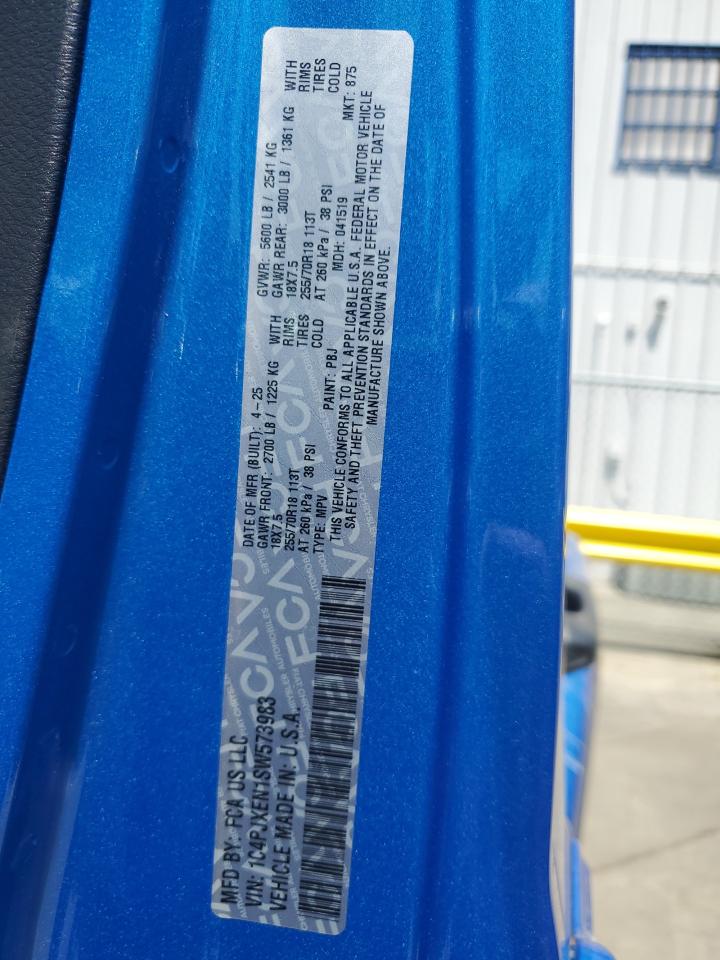 MFD BY: FCA US LLC
VIN: 1C4PJXEN1SW573983
VEHICLE MADE IN: U.S.A.
DATE OF MFR (BUILT): 4-25
GAWR FRONT: 2700 LB / 1225 KG WITH
18X7.5 RIMS
255/70R18 113T TIRES
AT 260 kPa / 38 PSI COLD
TYPE: MPV PAINT: PBJ
GVWR: 5600 LB / 2541 KG
GAWR REAR: 3000 LB / 1361 KG WITH
18X7.5 RIMS
255/70R18 113T TIRES
AT 260 kPa / 38 PSI COLD
MDH: 041519 MKT: 875
THIS VEHICLE CONFORMS TO ALL APPLICABLE U.S.A. FEDERAL MOTOR VEHICLE
SAFETY AND THEFT PREVENTION STANDARDS IN EFFECT ON THE DATE OF
MANUFACTURE SHOWN ABOVE.